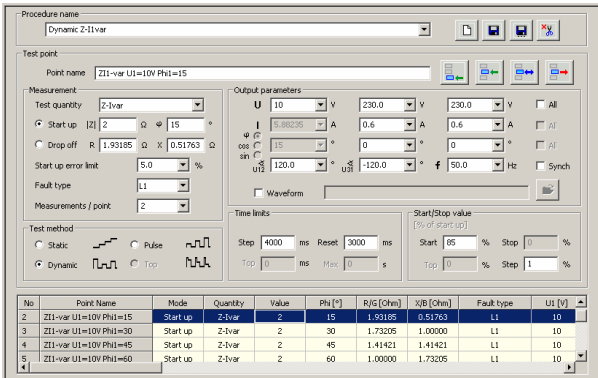 Procedure name
Dynamic Z-I1var
Test point
Point name ZI1-var U1=10V Phi1=15
Measurement
Test quantity Z-Ivar
Start up |Z| 2 Ω φ 15 °
Drop off R 1.93185 Ω X 0.51763 Ω
Start up error limit 5.0 %
Fault type L1
Measurements / point 2
Output parameters
U 10 V 230.0 V 230.0 V All
I 5.88235 A 0.6 A 0.6 A All
φ
cos 15 ° 0 ° 0 ° All
sin
∢ U12 120.0 ° ∢ U31 -120.0 ° f 50.0 Hz Synch
Waveform
Test method
Static Pulse
Dynamic Top
Time limits
Step 4000 ms Reset 3000 ms
Top 0 ms Max 0 s
Start/Stop value
[% of start up]
Start 85 % Stop 0 %
Top 0 % Step 1 %
No Point Name Mode Quantity Value Phi [°] R/G [Ohm] X/B [Ohm] Fault type U1 [V]
2 ZI1-var U1=10V Phi1=15 Start up Z-Ivar 2 15 1.93185 0.51763 L1 10
3 ZI1-var U1=10V Phi1=30 Start up Z-Ivar 2 30 1.73205 1.00000 L1 10
4 ZI1-var U1=10V Phi1=45 Start up Z-Ivar 2 45 1.41421 1.41421 L1 10
5 ZI1-var U1=10V Phi1=60 Start up Z-Ivar 2 60 1.00000 1.73205 L1 10